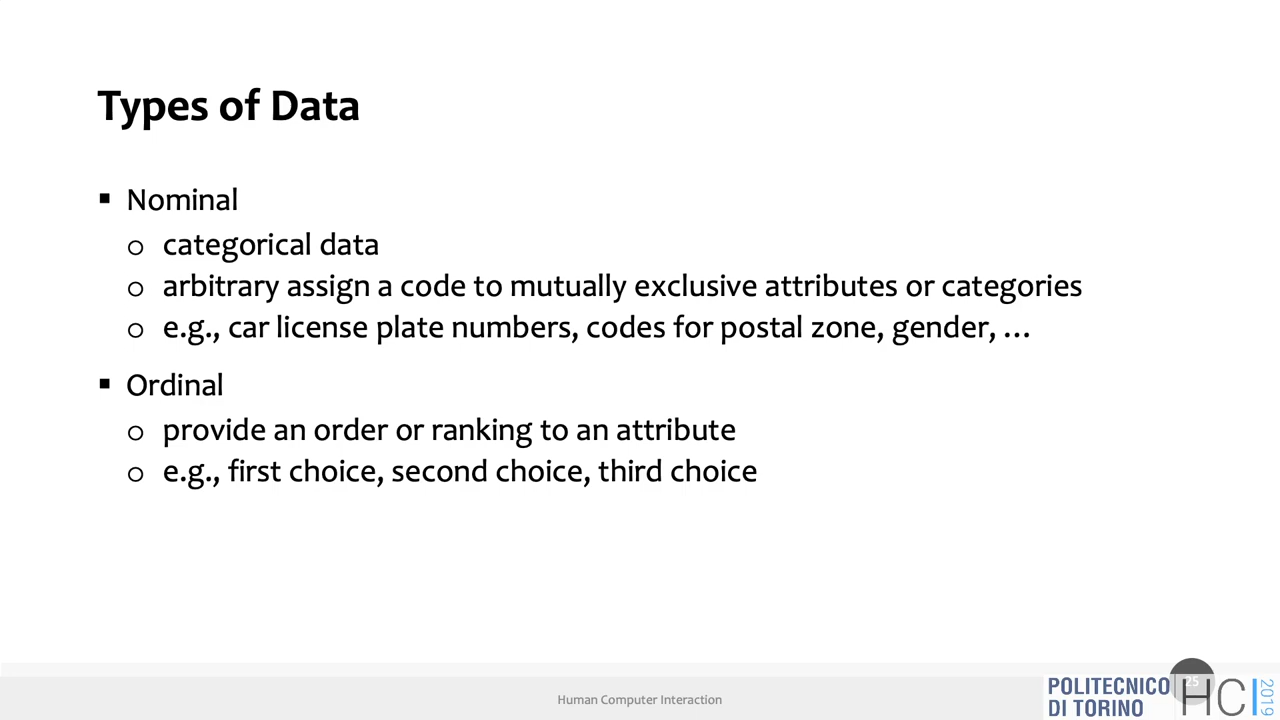 Types of Data
▪ Nominal
o categorical data
o arbitrary assign a code to mutually exclusive attributes or categories
o e.g., car license plate numbers, codes for postal zone, gender, …
▪ Ordinal
o provide an order or ranking to an attribute
o e.g., first choice, second choice, third choice
Human Computer Interaction
POLITECNICO
DI TORINO
25
HCI
2019